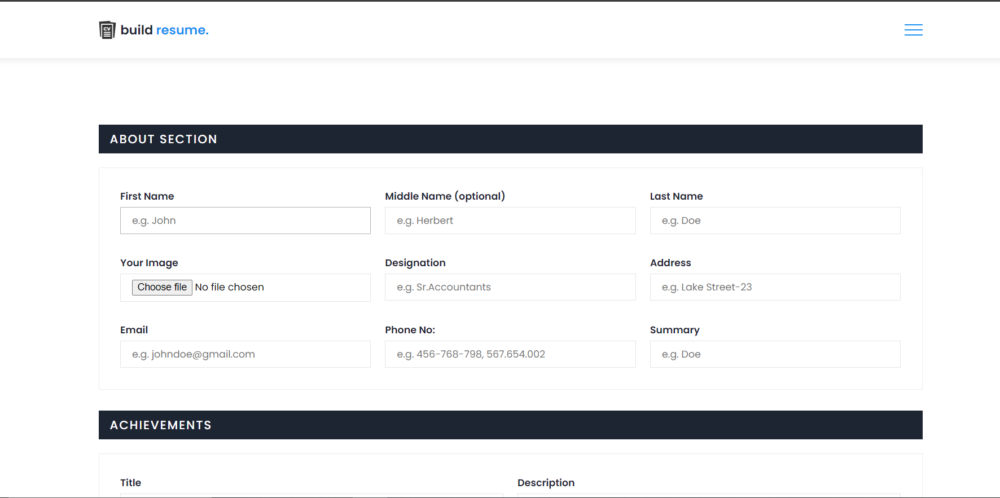 CV build resume.
ABOUT SECTION
First Name Middle Name (optional) Last Name
e.g. John e.g. Herbert e.g. Doe
Your Image Designation Address
Choose file No file chosen e.g. Sr.Accountants e.g. Lake Street-23
Email Phone No: Summary
e.g. johndoe@gmail.com e.g. 456-768-798, 567.654.002 e.g. Doe
ACHIEVEMENTS
Title Description